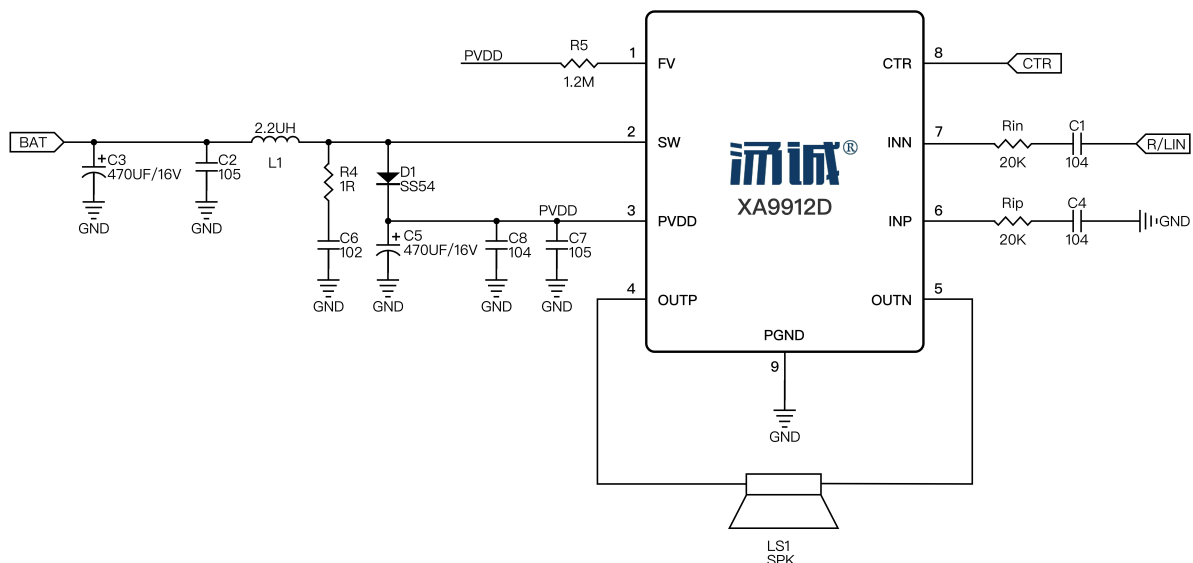 PVDD
R5
1.2M
1
FV
CTR
8
CTR
BAT
2.2UH
L1
2
SW
汤诚®
XA9912D
INN
7
Rin
20K
C1
104
R/LIN
C3
+
470UF/16V
GND
C2
105
GND
R4
1R
D1
SS54
PVDD
3
PVDD
INP
6
Rip
20K
C4
104
GND
C6
102
GND
+
C5
470UF/16V
GND
C8
104
GND
C7
105
GND
4
OUTP
OUTN
5
PGND
9
GND
LS1
SPK